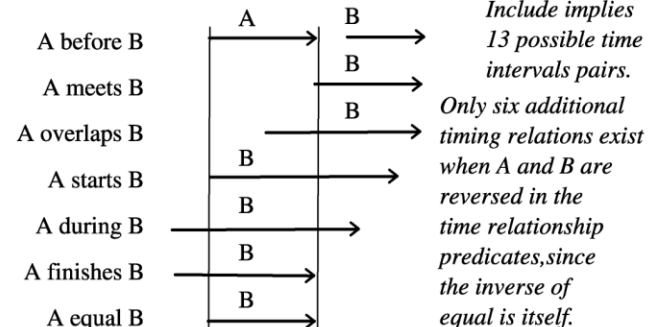 A before B
A meets B
A overlaps B
A starts B
A during B
A finishes B
A equal B
A
B
B
B
B
B
B
B
Include implies
13 possible time
intervals pairs.
Only six additional
timing relations exist
when A and B are
reversed in the
time relationship
predicates,since
the inverse of
equal is itself.